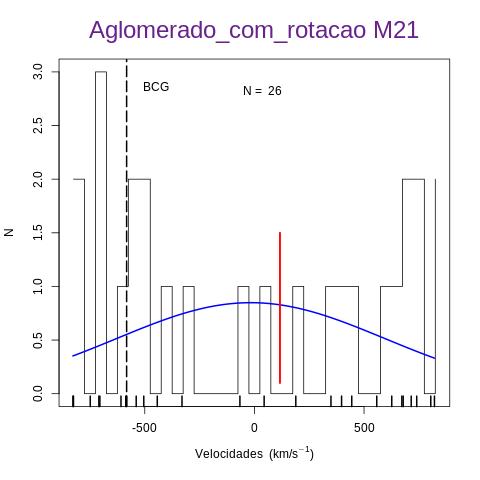 Aglomerado_com_rotacao M21
BCG
N = 26
3.0
2.5
2.0
1.5
1.0
0.5
0.0
N
-500 0 500
Velocidades (km/s⁻¹)